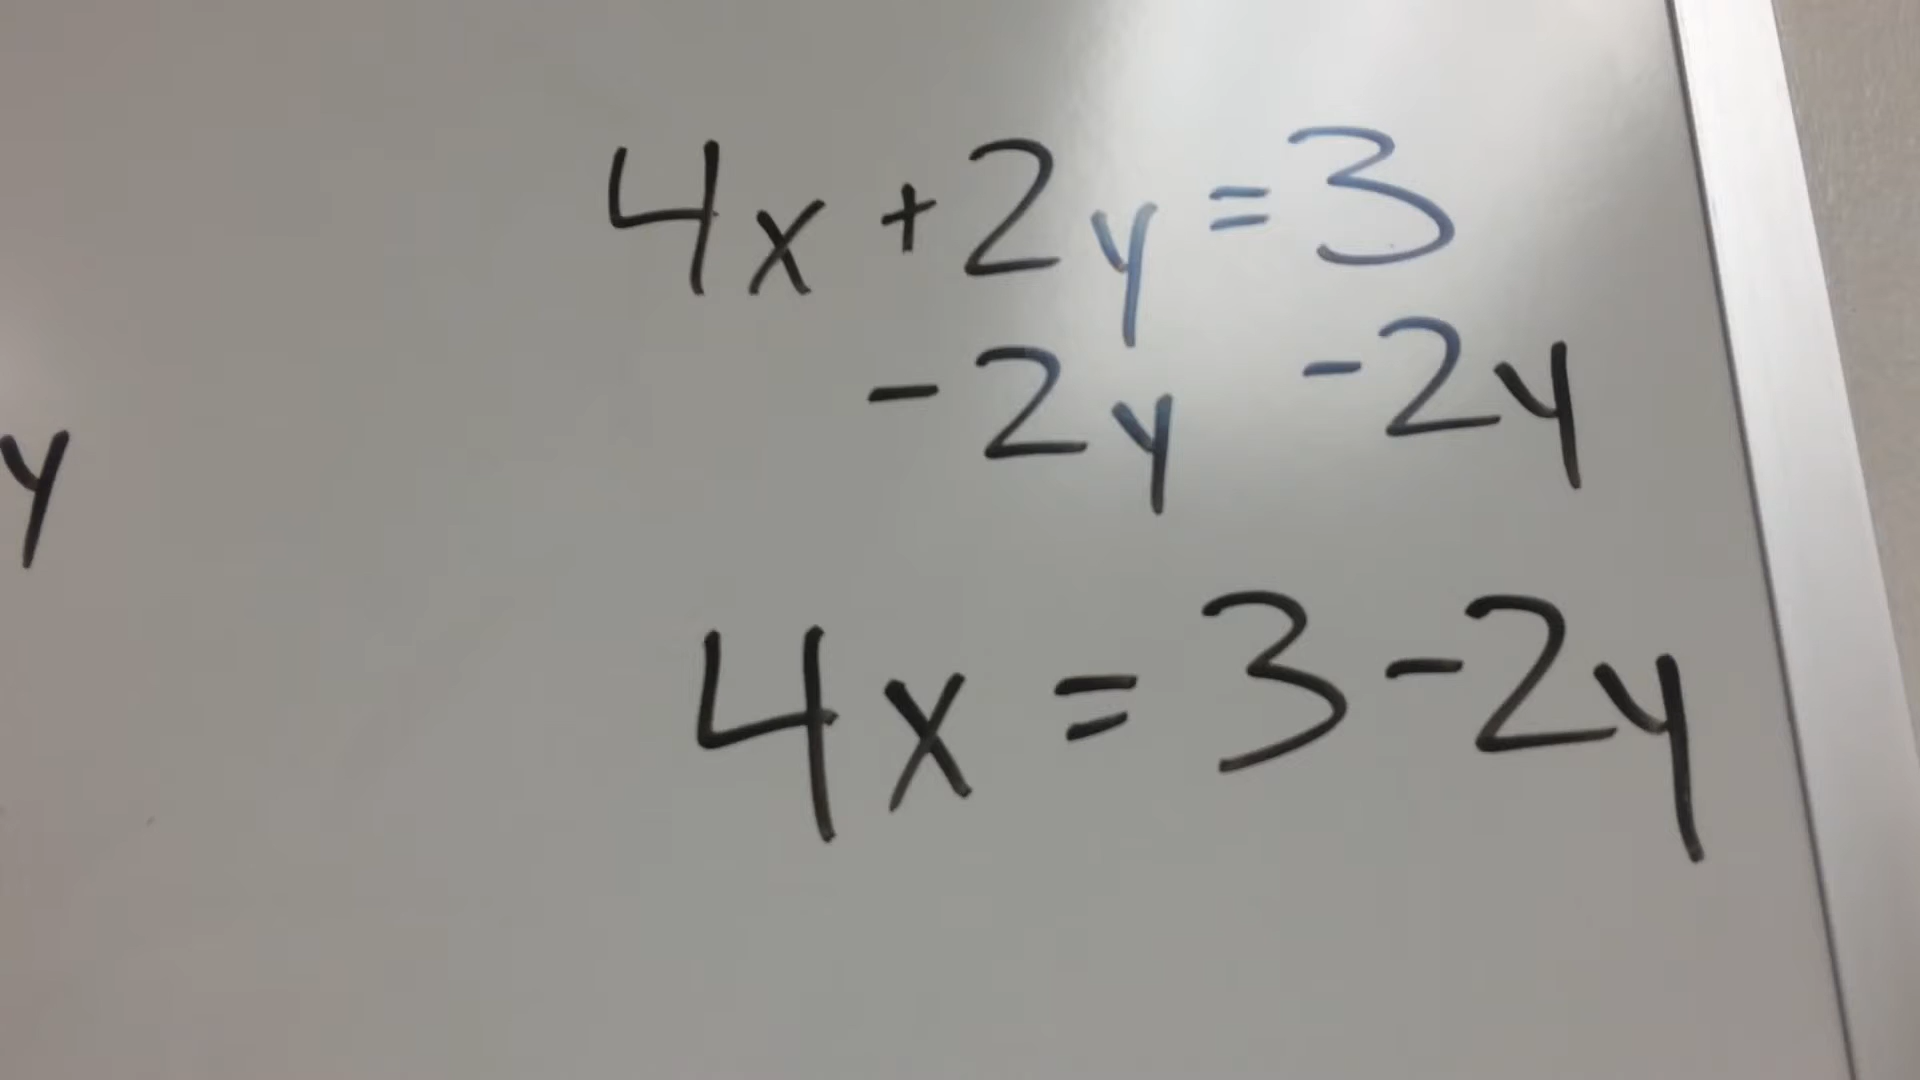 4x + 2y = 3
- 2y - 2y
y
4x = 3 - 2y